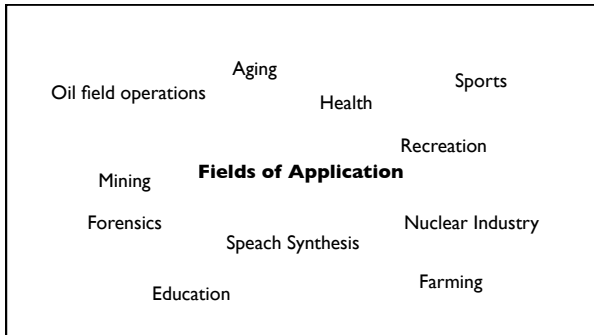 Aging
Sports
Oil field operations
Health
Recreation
Fields of Application
Mining
Forensics
Nuclear Industry
Speach Synthesis
Farming
Education